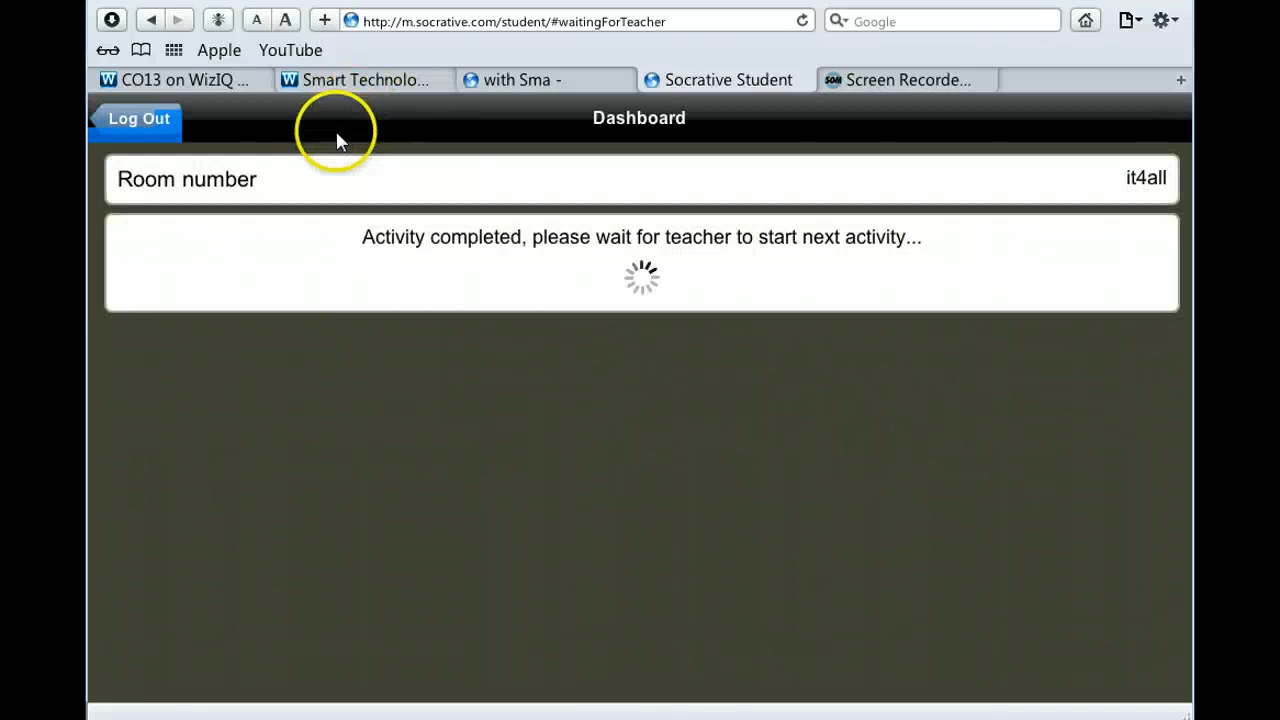 A A + http://m.socrative.com/student/#waitingForTeacher Google
Apple YouTube
W CO13 on WizIQ ... W Smart Technolo... with Sma - Socrative Student SOM Screen Recorde... +
Log Out Dashboard
Room number it4all
Activity completed, please wait for teacher to start next activity...